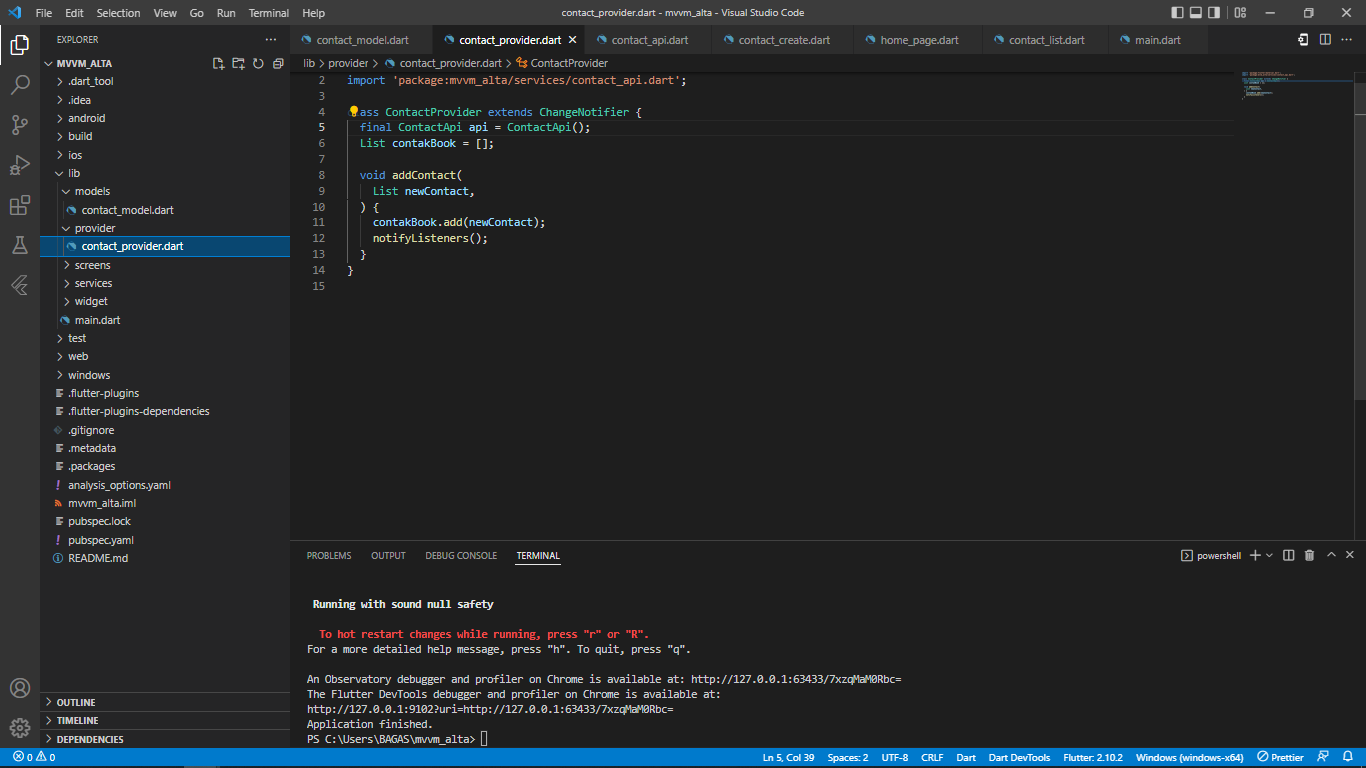 File Edit Selection View Go Run Terminal Help
contact_provider.dart - mvvm_alta - Visual Studio Code
EXPLORER
MVVM_ALTA
.dart_tool
.idea
android
build
ios
lib
models
contact_model.dart
provider
contact_provider.dart
screens
services
widget
main.dart
test
web
windows
.flutter-plugins
.flutter-plugins-dependencies
.gitignore
.metadata
.packages
analysis_options.yaml
mvvm_alta.iml
pubspec.lock
pubspec.yaml
README.md
OUTLINE
TIMELINE
DEPENDENCIES
contact_model.dart contact_provider.dart contact_api.dart contact_create.dart home_page.dart contact_list.dart main.dart
lib > provider > contact_provider.dart > ContactProvider
2 import 'package:mvvm_alta/services/contact_api.dart';
3
4 ass ContactProvider extends ChangeNotifier {
5 final ContactApi api = ContactApi();
6 List contakBook = [];
7
8 void addContact(
9 List newContact,
10 ) {
11 contakBook.add(newContact);
12 notifyListeners();
13 }
14 }
15
PROBLEMS OUTPUT DEBUG CONSOLE TERMINAL
powershell
Running with sound null safety
To hot restart changes while running, press "r" or "R".
For a more detailed help message, press "h". To quit, press "q".
An Observatory debugger and profiler on Chrome is available at: http://127.0.0.1:63433/7xzqMaM0Rbc=
The Flutter DevTools debugger and profiler on Chrome is available at:
http://127.0.0.1:9102?uri=http://127.0.0.1:63433/7xzqMaM0Rbc=
Application finished.
PS C:\Users\BAGAS\mvvm_alta>
0 0 Ln 5, Col 39 Spaces: 2 UTF-8 CRLF Dart Dart DevTools Flutter: 2.10.2 Windows (windows-x64) Prettier